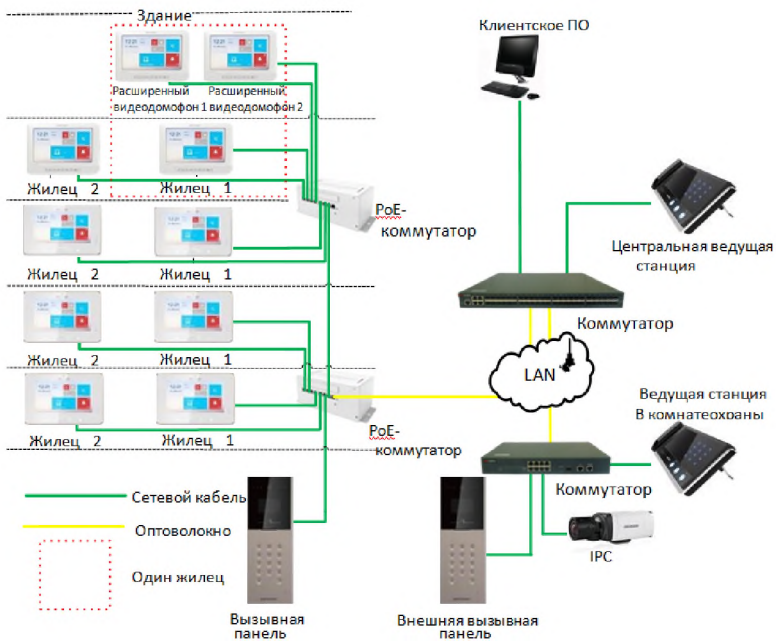 Здание
Клиентское ПО
Расширенный
видеодомофон 1
Расширенный
видеодомофон 2
Жилец 2
Жилец 1
PoE-
коммутатор
Центральная ведущая
станция
Жилец 2
Жилец 1
Коммутатор
Жилец 2
Жилец 1
LAN
Ведущая станция
В комнатеохраны
PoE-
коммутатор
Жилец 2
Жилец 1
Коммутатор
Сетевой кабель
Оптоволокно
IPC
Один жилец
Вызывная
панель
Внешняя вызывная
панель